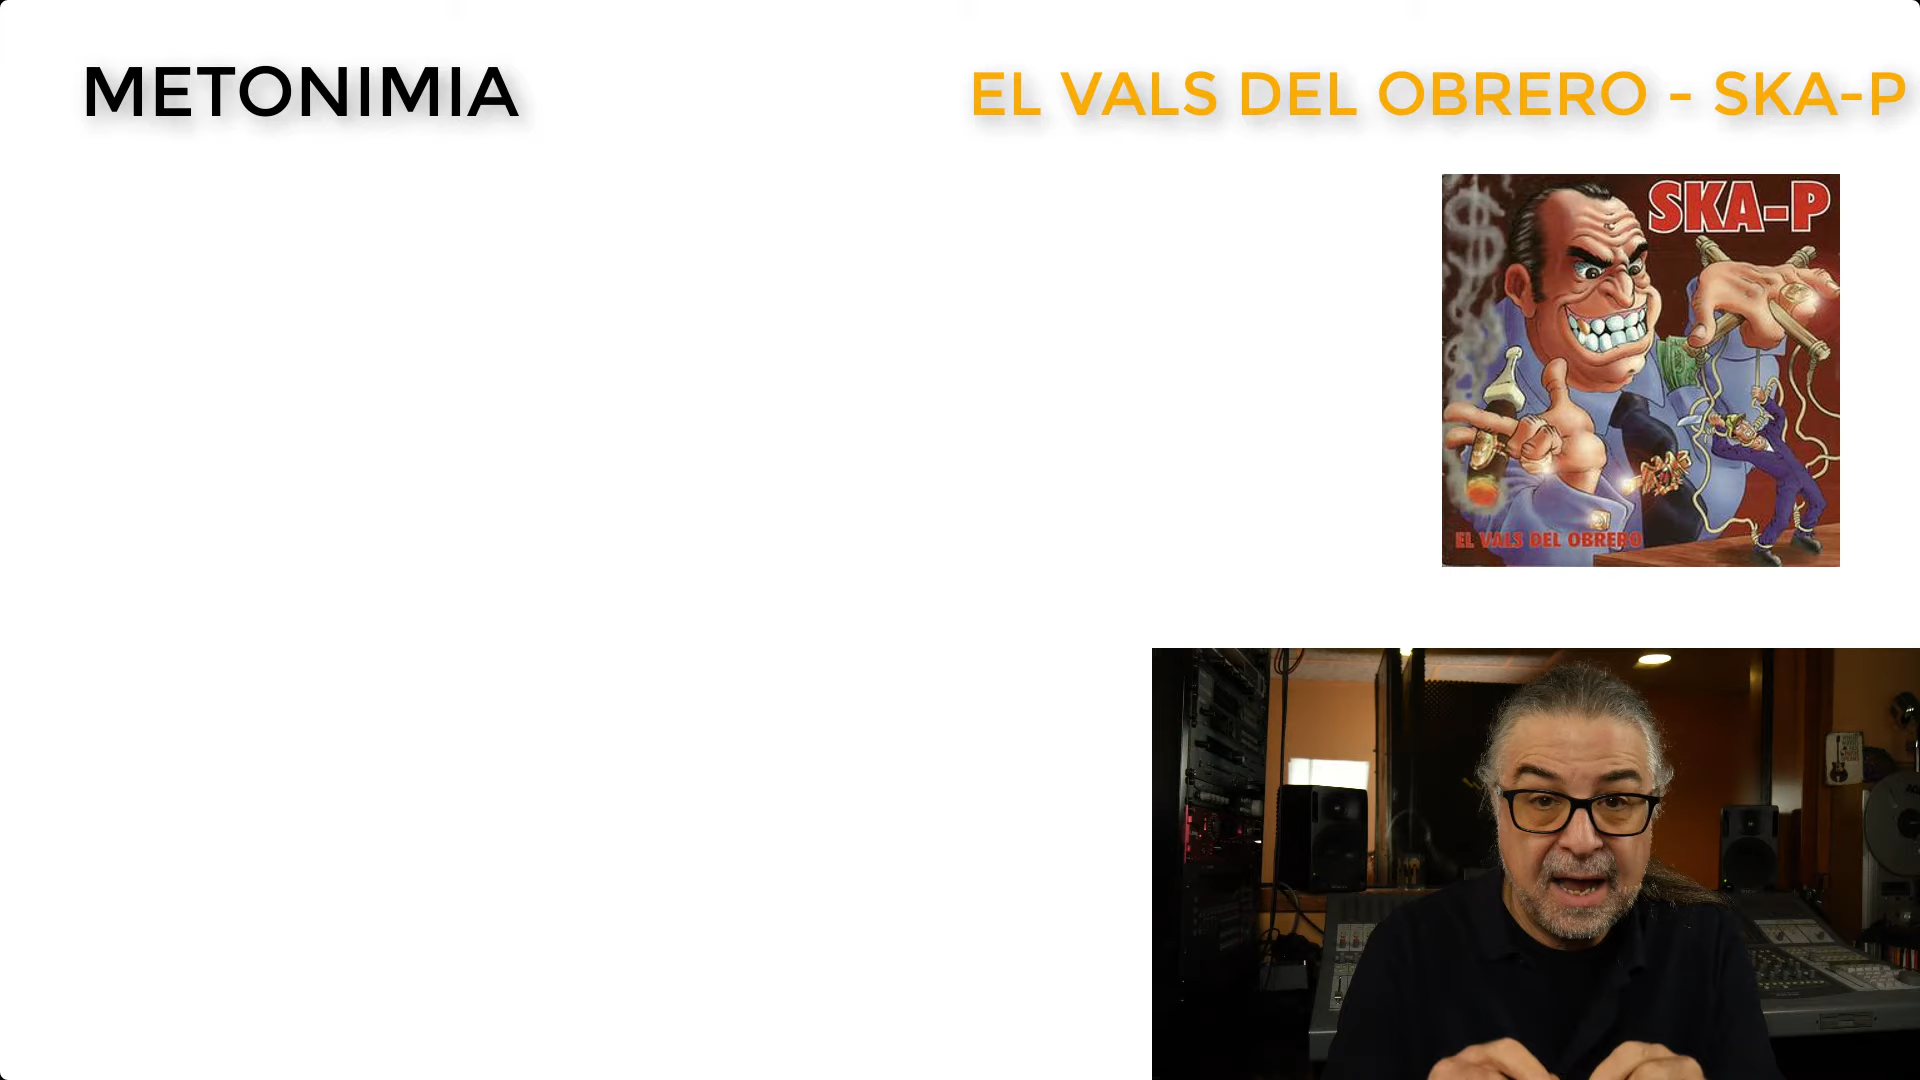 METONIMIA
EL VALS DEL OBRERO - SKA-P
SKA-P
EL VALS DEL OBRERO